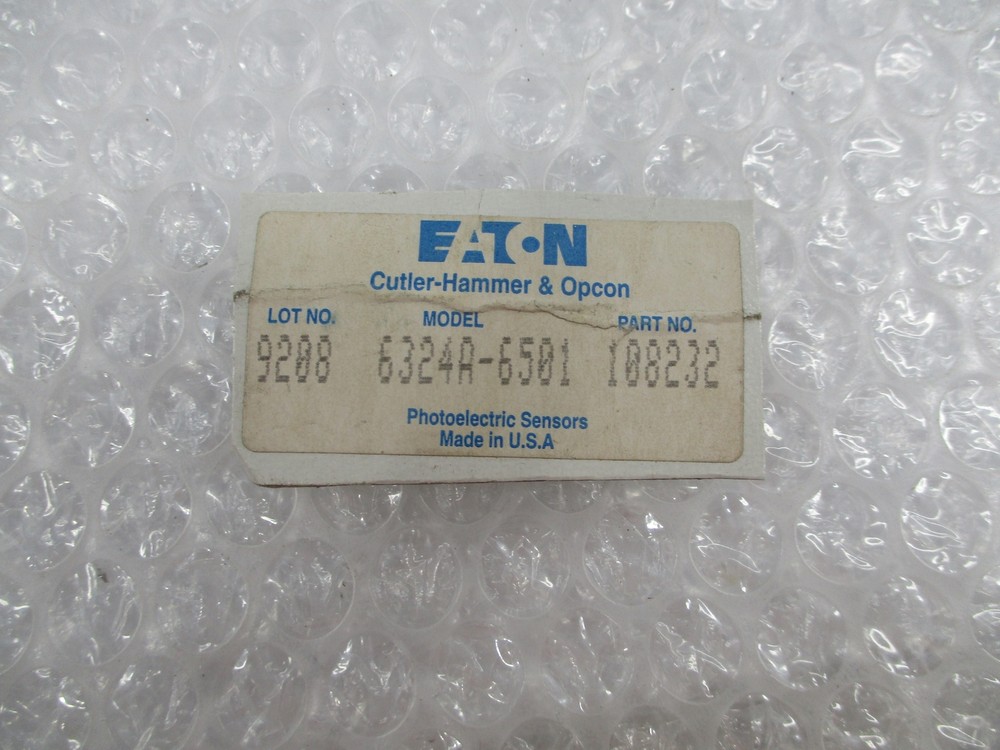 EATON
Cutler-Hammer & Opcon
LOT NO. MODEL PART NO.
9208 6324A-6501 108232
Photoelectric Sensors
Made in U.S.A